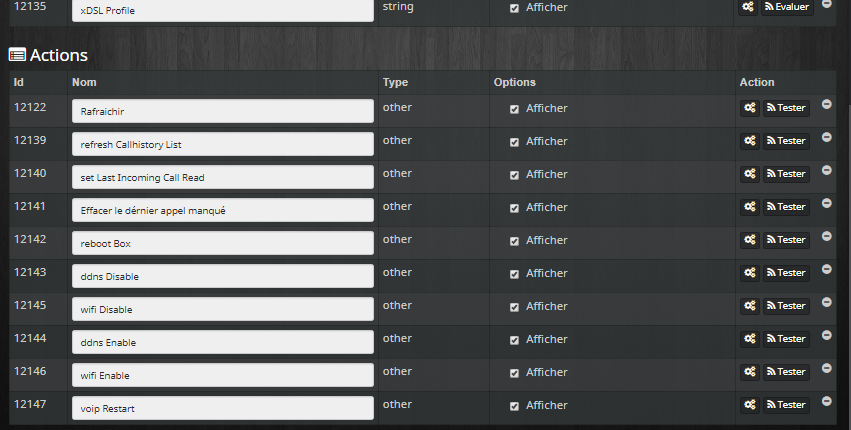 12135 xDSL Profile string Afficher Evaluer
Actions
Id Nom Type Options Action
12122 Rafraichir other Afficher Tester
12139 refresh Callhistory List other Afficher Tester
12140 set Last Incoming Call Read other Afficher Tester
12141 Effacer le dérnier appel manqué other Afficher Tester
12142 reboot Box other Afficher Tester
12143 ddns Disable other Afficher Tester
12145 wifi Disable other Afficher Tester
12144 ddns Enable other Afficher Tester
12146 wifi Enable other Afficher Tester
12147 voip Restart other Afficher Tester